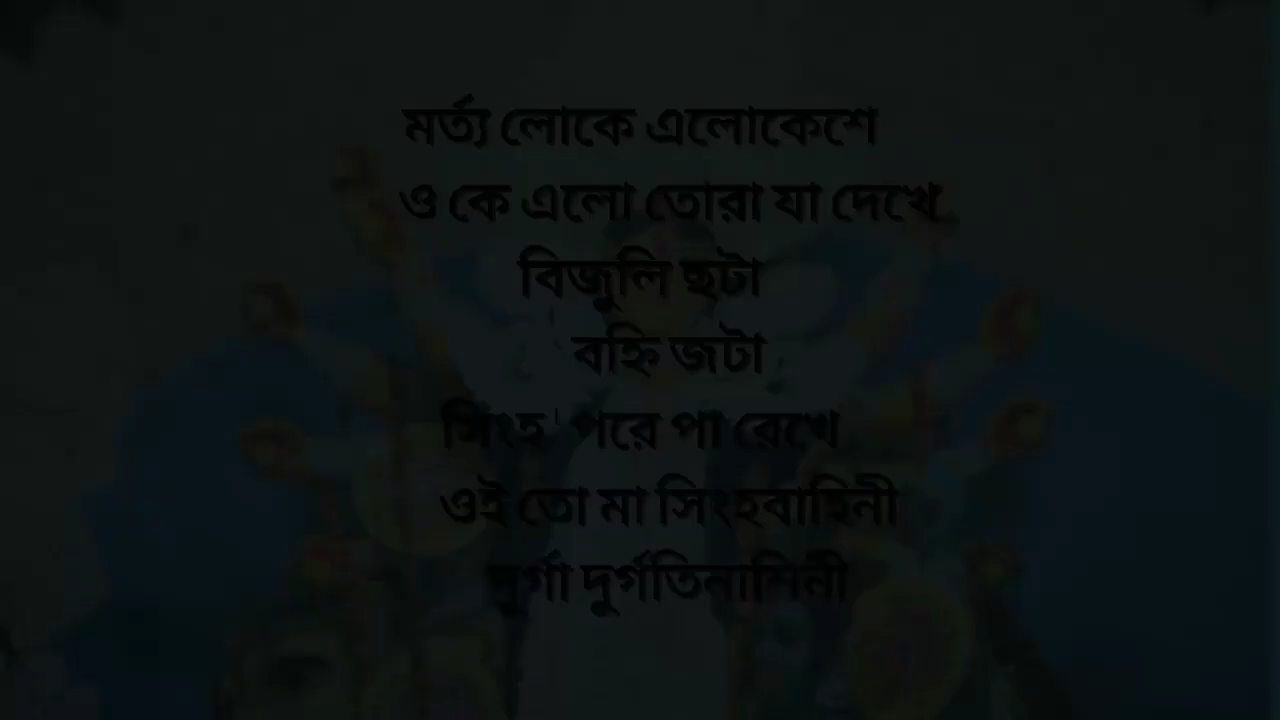 মর্ত্য লোকে এলোকেশে
ও কে এলো তোরা যা দেখে
বিজুলি ছটা
বহ্নি জটা
সিংহ' পরে পা রেখে
ওই তো মা সিংহবাহিনী
দুর্গা দুর্গতিনাশিনী